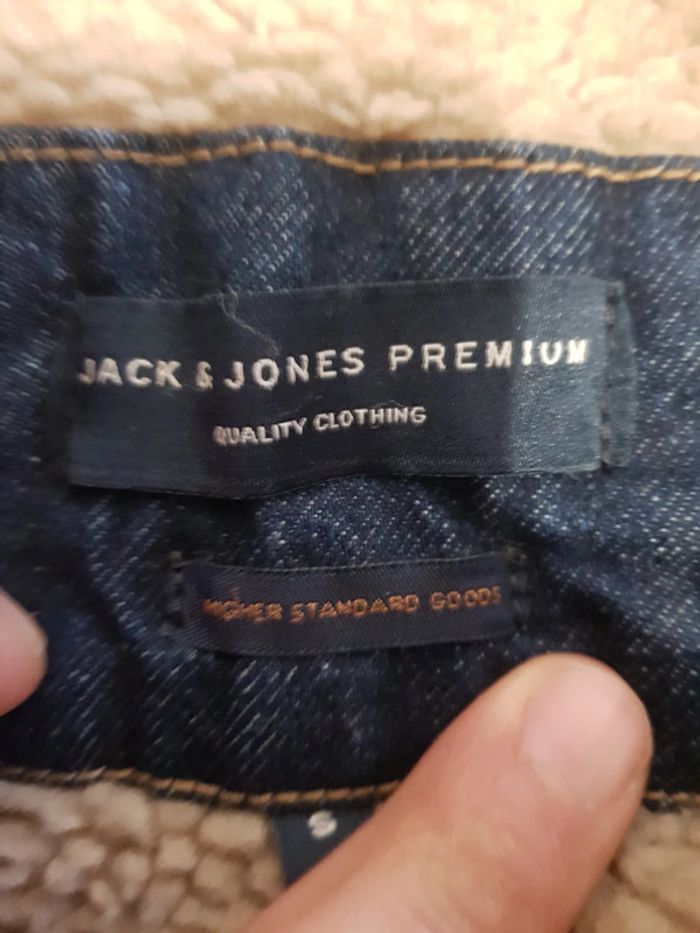 JACK & JONES PREMIUM
QUALITY CLOTHING
HIGHER STANDARD GOODS
S